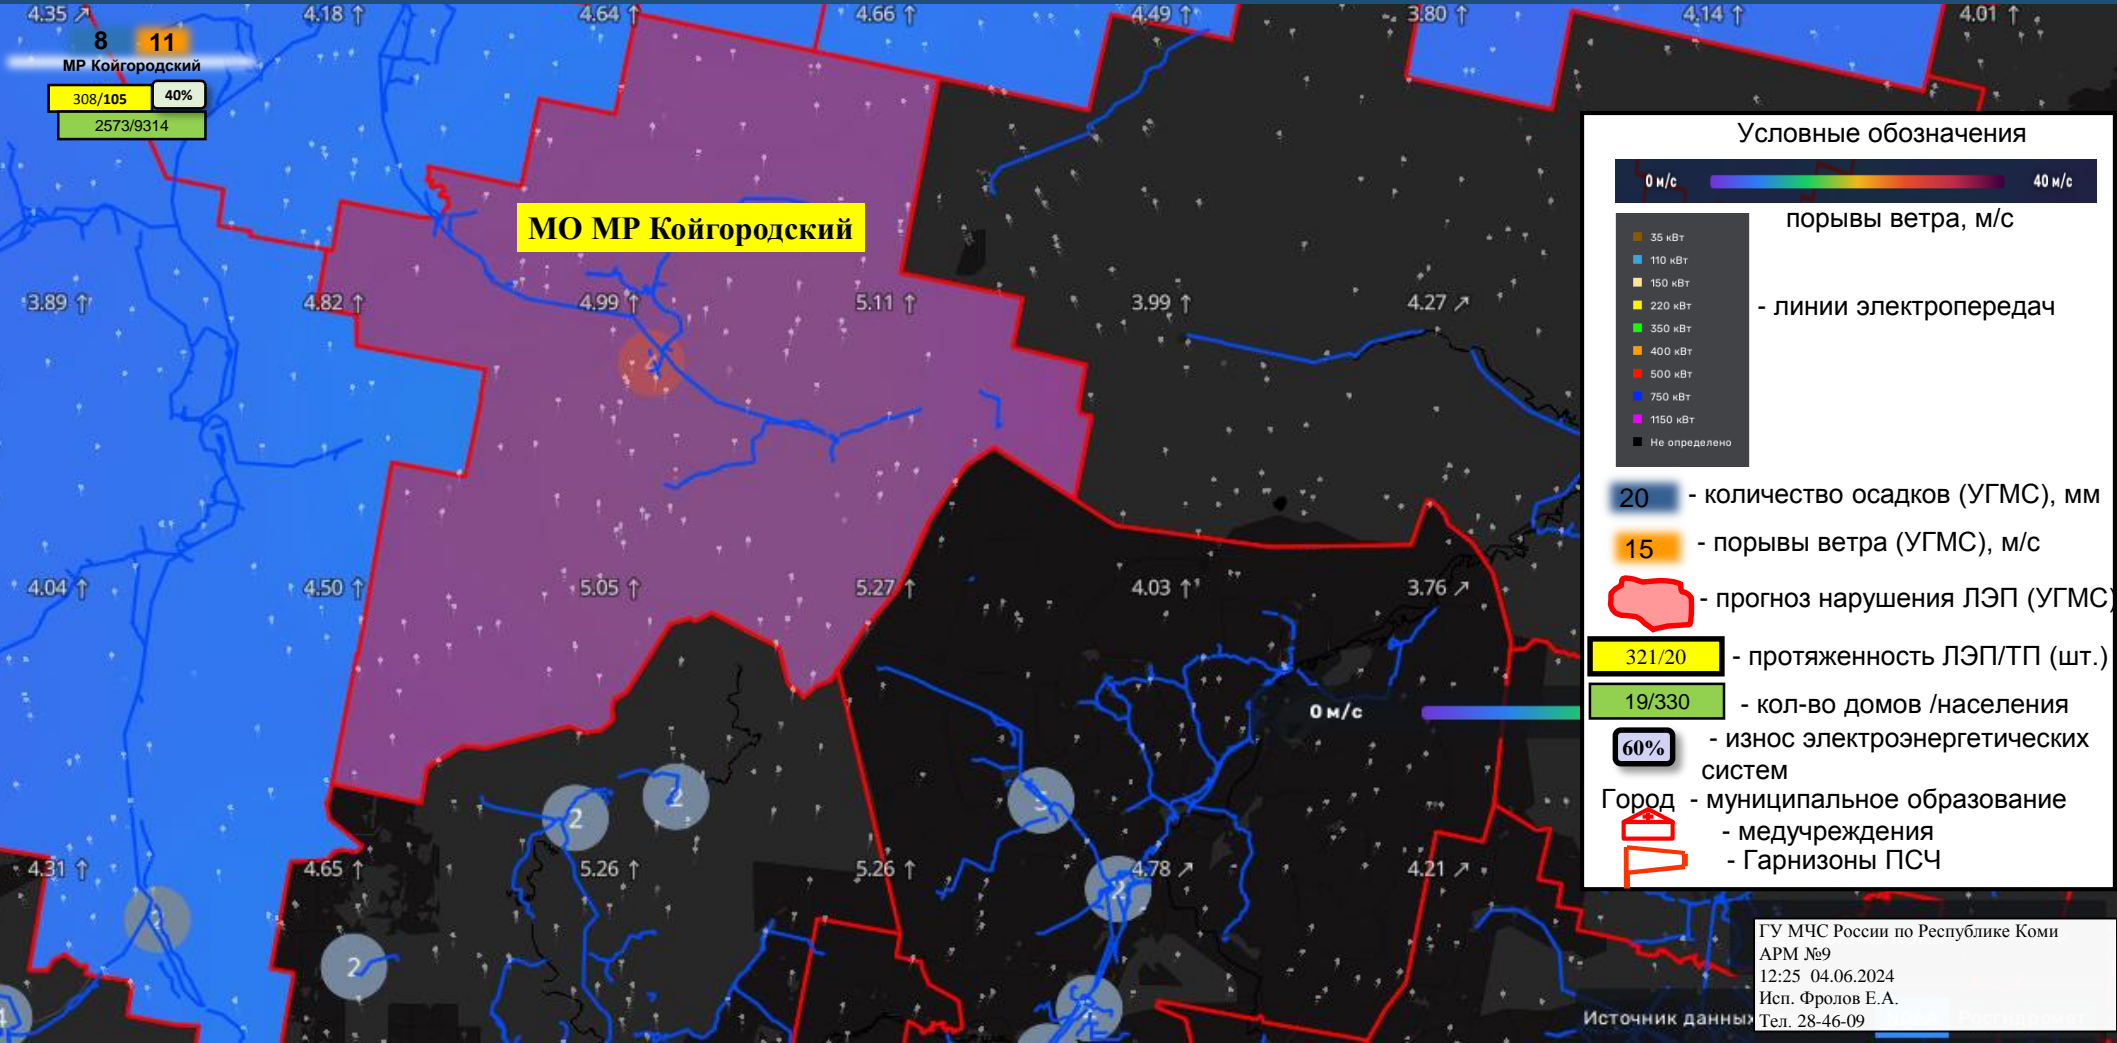 4.35 ↗ 4.18 ↑ 4.64 ↑ 4.66 ↑ 4.49 ↑ 3.80 ↑ 4.14 ↑ 4.01 ↑
8 11
МР Койгородский
308/105 40%
2573/9314
МО МР Койгородский
3.89 ↑ 4.82 ↑ 4.99 ↑ 5.11 ↑ 3.99 ↑ 4.27 ↗
4.04 ↑ 4.50 ↑ 5.05 ↑ 5.27 ↑ 4.03 ↑ 3.76 ↗
0 м/с
2 2
4.31 ↑ 4.65 ↑ 5.26 ↑ 5.26 ↑ 4.78 ↗ 4.21 ↗
2
2
Условные обозначения
0 м/с 40 м/с
порывы ветра, м/с
35 кВт
110 кВт
150 кВт
220 кВт
350 кВт
400 кВт
500 кВт
750 кВт
1150 кВт
Не определено
- линии электропередач
20 - количество осадков (УГМС), мм
15 - порывы ветра (УГМС), м/с
- прогноз нарушения ЛЭП (УГМС)
321/20 - протяженность ЛЭП/ТП (шт.)
19/330 - кол-во домов /населения
60% - износ электроэнергетических
систем
Город - муниципальное образование
- медучреждения
- Гарнизоны ПСЧ
ГУ МЧС России по Республике Коми
АРМ №9
12:25 04.06.2024
Исп. Фролов Е.А.
Тел. 28-46-09
Источник данных